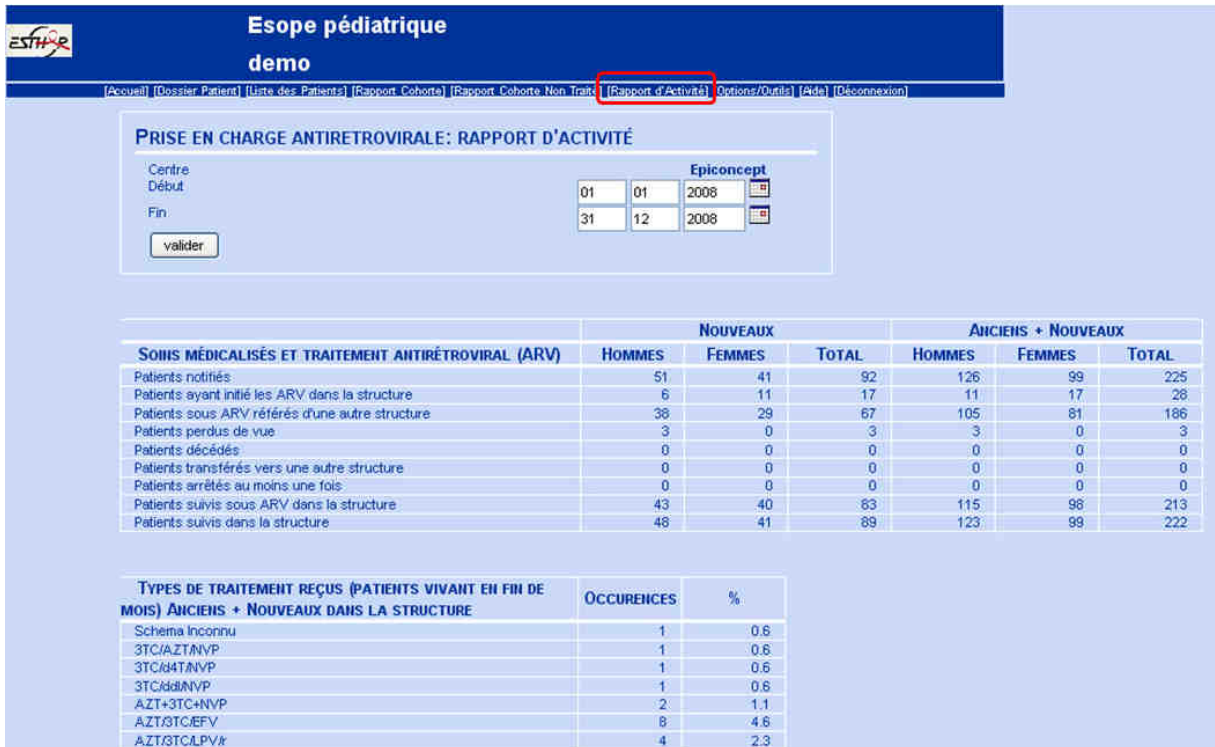 ESTHER
Esope pédiatrique
demo
[Accueil] [Dossier Patient] [Liste des Patients] [Rapport Cohorte] [Rapport Cohorte Non Traité [Rapport d'Activité] [Options/Outils] [Aide] [Déconnexion]
PRISE EN CHARGE ANTIRETROVIRALE: RAPPORT D'ACTIVITÉ
Centre Epiconcept
Début 01 01 2008
Fin 31 12 2008
valider
NOUVEAUX ANCIENS + NOUVEAUX
SOINS MÉDICALISÉS ET TRAITEMENT ANTIRÉTROVIRAL (ARV) HOMMES FEMMES TOTAL HOMMES FEMMES TOTAL
Patients notifiés 51 41 92 126 99 225
Patients ayant initié les ARV dans la structure 6 11 17 11 17 28
Patients sous ARV référés d'une autre structure 38 29 67 105 81 186
Patients perdus de vue 3 0 3 3 0 3
Patients décédés 0 0 0 0 0 0
Patients transférés vers une autre structure 0 0 0 0 0 0
Patients arrêtés au moins une fois 0 0 0 0 0 0
Patients suivis sous ARV dans la structure 43 40 83 115 98 213
Patients suivis dans la structure 48 41 89 123 99 222
TYPES DE TRAITEMENT REÇUS (PATIENTS VIVANT EN FIN DE
MOIS) ANCIENS + NOUVEAUX DANS LA STRUCTURE OCCURENCES %
Schema Inconnu 1 0.6
3TC/AZT/NVP 1 0.6
3TC/d4T/NVP 1 0.6
3TC/ddI/NVP 1 0.6
AZT+3TC+NVP 2 1.1
AZT/3TC/EFV 8 4.6
AZT/3TC/LPV/r 4 2.3